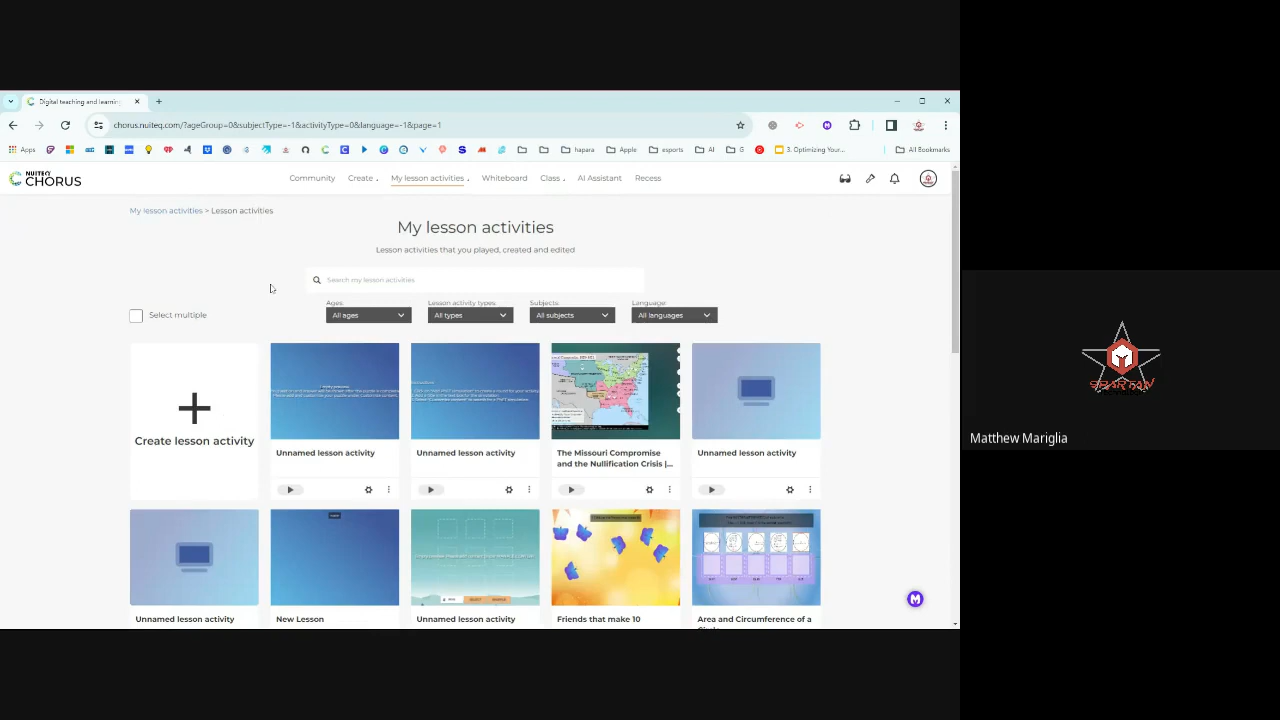 Digital teaching and learnin
chorus.nuiteq.com/?ageGroup=0&subjectType=-1&activityType=0&language=-1&page=1
Apps
hapara
Apple
esports
AI
G
3. Optimizing Your...
All Bookmarks
NUITEQ
CHORUS
Community
Create
My lesson activities
Whiteboard
Class
AI Assistant
Recess
My lesson activities > Lesson activities
My lesson activities
Lesson activities that you played, created and edited
Search my lesson activities
Select multiple
Ages:
All ages
Lesson activity types:
All types
Subjects:
All subjects
Language:
All languages
Create lesson activity
Unnamed lesson activity
Unnamed lesson activity
The Missouri Compromise
and the Nullification Crisis |...
Unnamed lesson activity
Unnamed lesson activity
New Lesson
Unnamed lesson activity
Friends that make 10
Area and Circumference of a
Circle
SPARTAN
Matthew Mariglia